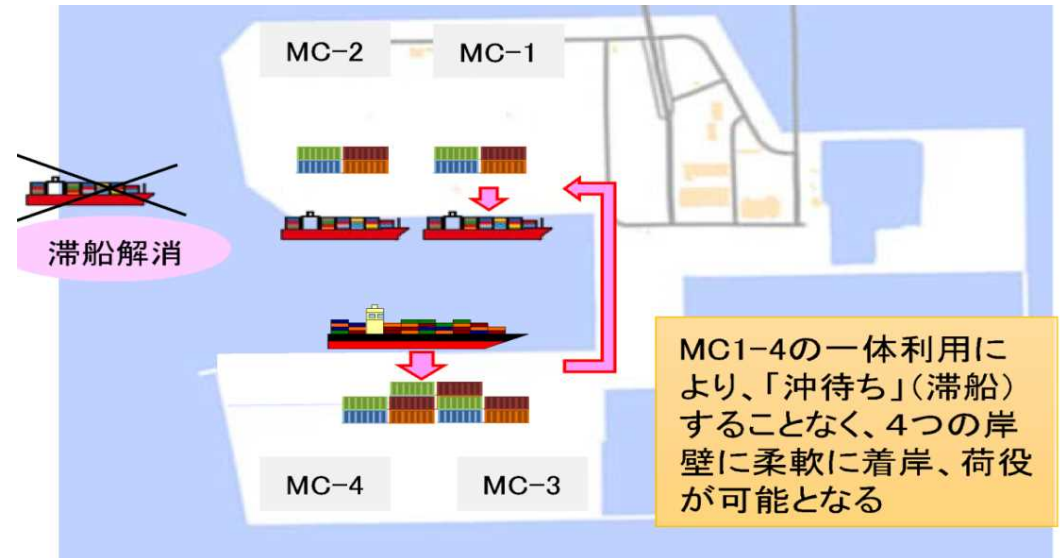 MC-2
MC-1
滞船解消
MC1-4の一体利用に
より、「沖待ち」(滞船)
することなく、4つの岸
壁に柔軟に着岸、荷役
が可能となる
MC-4
MC-3